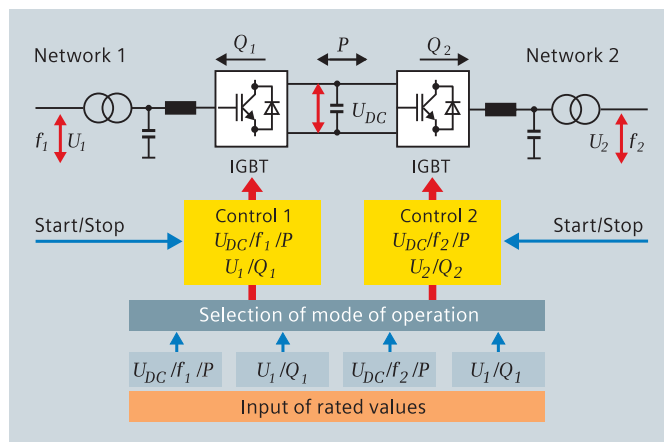 Network 1
Q1
P
Q2
Network 2
f1
U1
UDC
U2
f2
IGBT
IGBT
Start/Stop
Control 1
UDC/f1/P
U1/Q1
Control 2
UDC/f2/P
U2/Q2
Start/Stop
Selection of mode of operation
UDC/f1/P
U1/Q1
UDC/f2/P
U1/Q1
Input of rated values